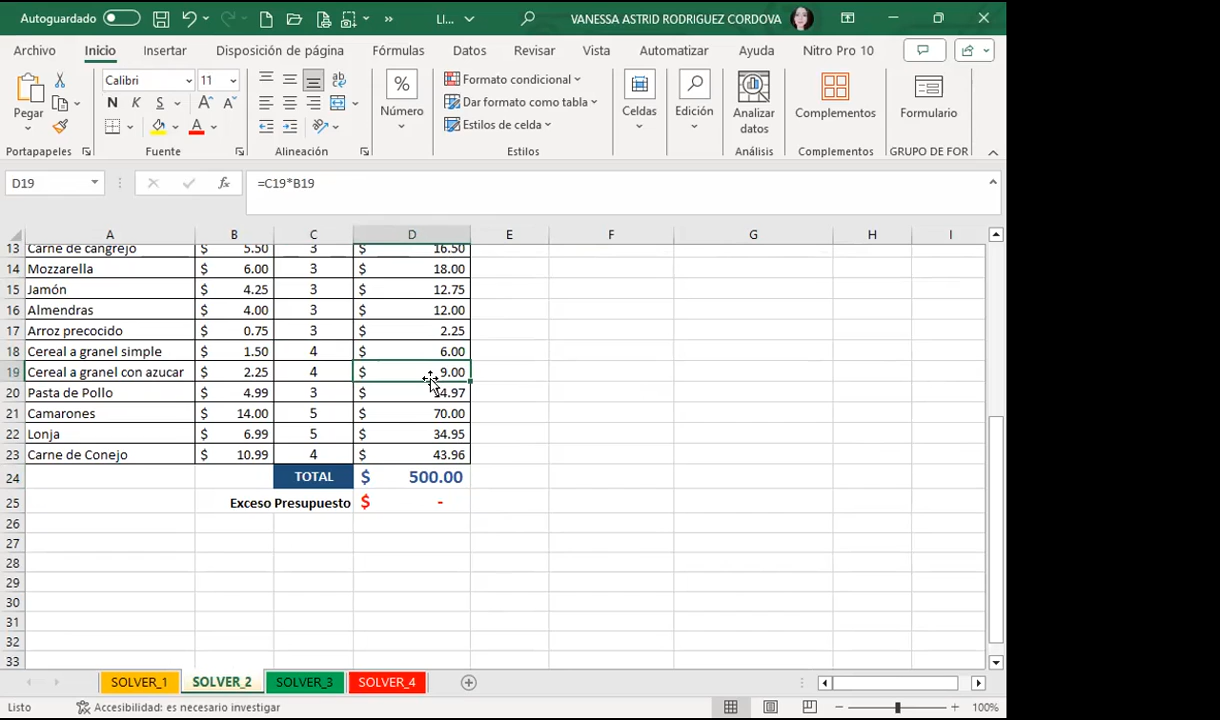 Autoguardado LI... VANESSA ASTRID RODRIGUEZ CORDOVA
Archivo Inicio Insertar Disposición de página Fórmulas Datos Revisar Vista Automatizar Ayuda Nitro Pro 10
Pegar Calibri 11 Número Formato condicional Celdas Edición Analizar datos Complementos Formulario
N K S Dar formato como tabla
Estilos de celda
Portapapeles Fuente Alineación Estilos Análisis Complementos GRUPO DE FOR
D19 fx =C19*B19
A B C D E F G H I
13 Carne de cangrejo $ 5.50 3 $ 16.50
14 Mozzarella $ 6.00 3 $ 18.00
15 Jamón $ 4.25 3 $ 12.75
16 Almendras $ 4.00 3 $ 12.00
17 Arroz precocido $ 0.75 3 $ 2.25
18 Cereal a granel simple $ 1.50 4 $ 6.00
19 Cereal a granel con azucar $ 2.25 4 $ 9.00
20 Pasta de Pollo $ 4.99 3 $ 14.97
21 Camarones $ 14.00 5 $ 70.00
22 Lonja $ 6.99 5 $ 34.95
23 Carne de Conejo $ 10.99 4 $ 43.96
24 TOTAL $ 500.00
25 Exceso Presupuesto $ -
26
27
28
29
30
31
32
33
SOLVER_1 SOLVER_2 SOLVER_3 SOLVER_4
Listo Accesibilidad: es necesario investigar 100%